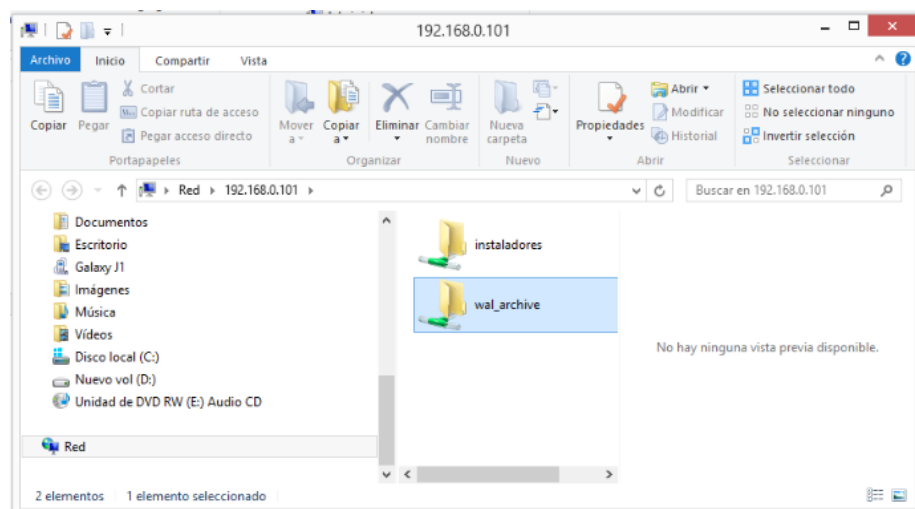 192.168.0.101
Archivo Inicio Compartir Vista
Copiar
Pegar
Cortar
Copiar ruta de acceso
Pegar acceso directo
Portapapeles
Mover a
Copiar a
Eliminar
Cambiar nombre
Organizar
Nueva carpeta
Nuevo
Propiedades
Abrir
Modificar
Historial
Abrir
Seleccionar todo
No seleccionar ninguno
Invertir selección
Seleccionar
Red 192.168.0.101
Buscar en 192.168.0.101
Documentos
Escritorio
Galaxy J1
Imágenes
Música
Vídeos
Disco local (C:)
Nuevo vol (D:)
Unidad de DVD RW (E:) Audio CD
Red
instaladores
wal_archive
No hay ninguna vista previa disponible.
2 elementos 1 elemento seleccionado